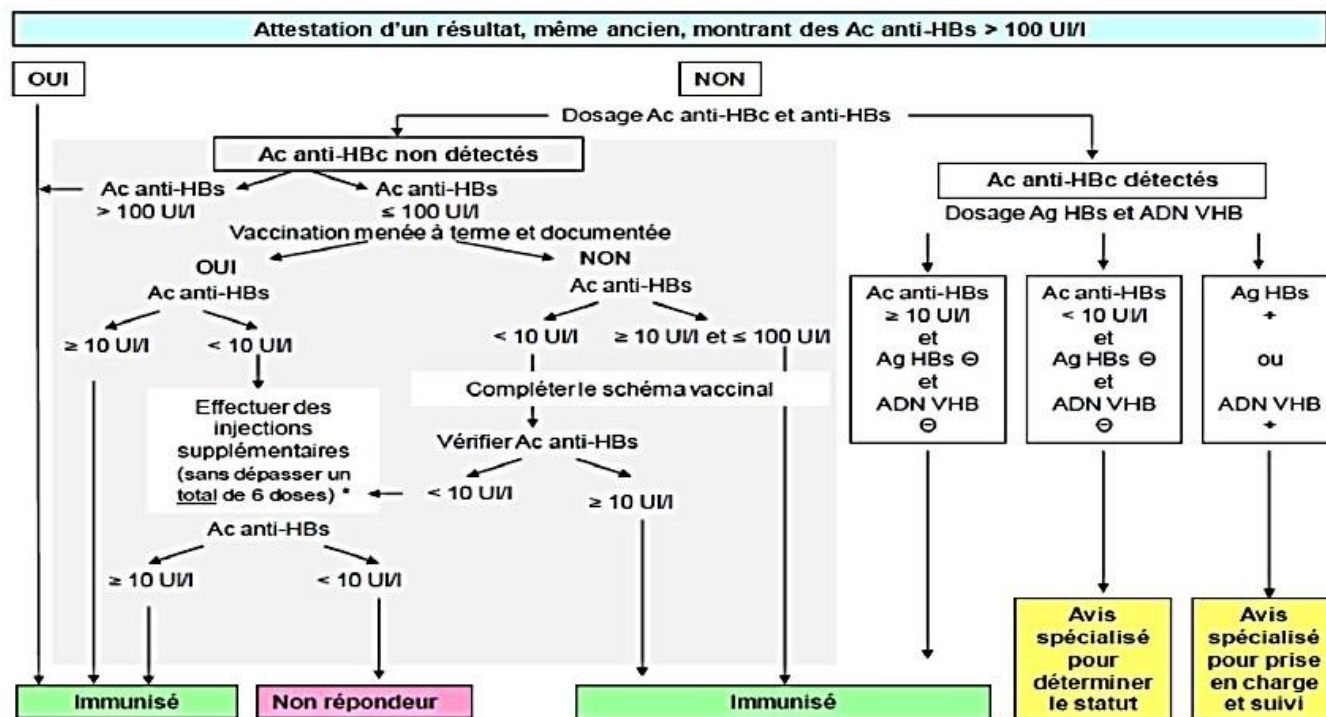 Attestation d'un résultat, même ancien, montrant des Ac anti-HBs > 100 UI/l
OUI
NON
Dosage Ac anti-HBc et anti-HBs
Ac anti-HBc non détectés
Ac anti-HBs
> 100 UI/l
Ac anti-HBs
≤ 100 UI/l
Vaccination menée à terme et documentée
OUI
Ac anti-HBs
≥ 10 UI/l
< 10 UI/l
NON
Ac anti-HBs
< 10 UI/l
≥ 10 UI/l et ≤ 100 UI/l
Effectuer des
injections
supplémentaires
(sans dépasser un
total de 6 doses) *
Compléter le schéma vaccinal
Vérifier Ac anti-HBs
< 10 UI/l
≥ 10 UI/l
Ac anti-HBs
≥ 10 UI/l
< 10 UI/l
Ac anti-HBc détectés
Dosage Ag HBs et ADN VHB
Ac anti-HBs
≥ 10 UI/l
et
Ag HBs ⊖
et
ADN VHB
⊖
Ac anti-HBs
< 10 UI/l
et
Ag HBs ⊖
et
ADN VHB
⊖
Ag HBs
+
ou
ADN VHB
+
Immunisé
Non répondeur
Immunisé
Avis
spécialisé
pour
déterminer
le statut
Avis
spécialisé
pour prise
en charge
et suivi